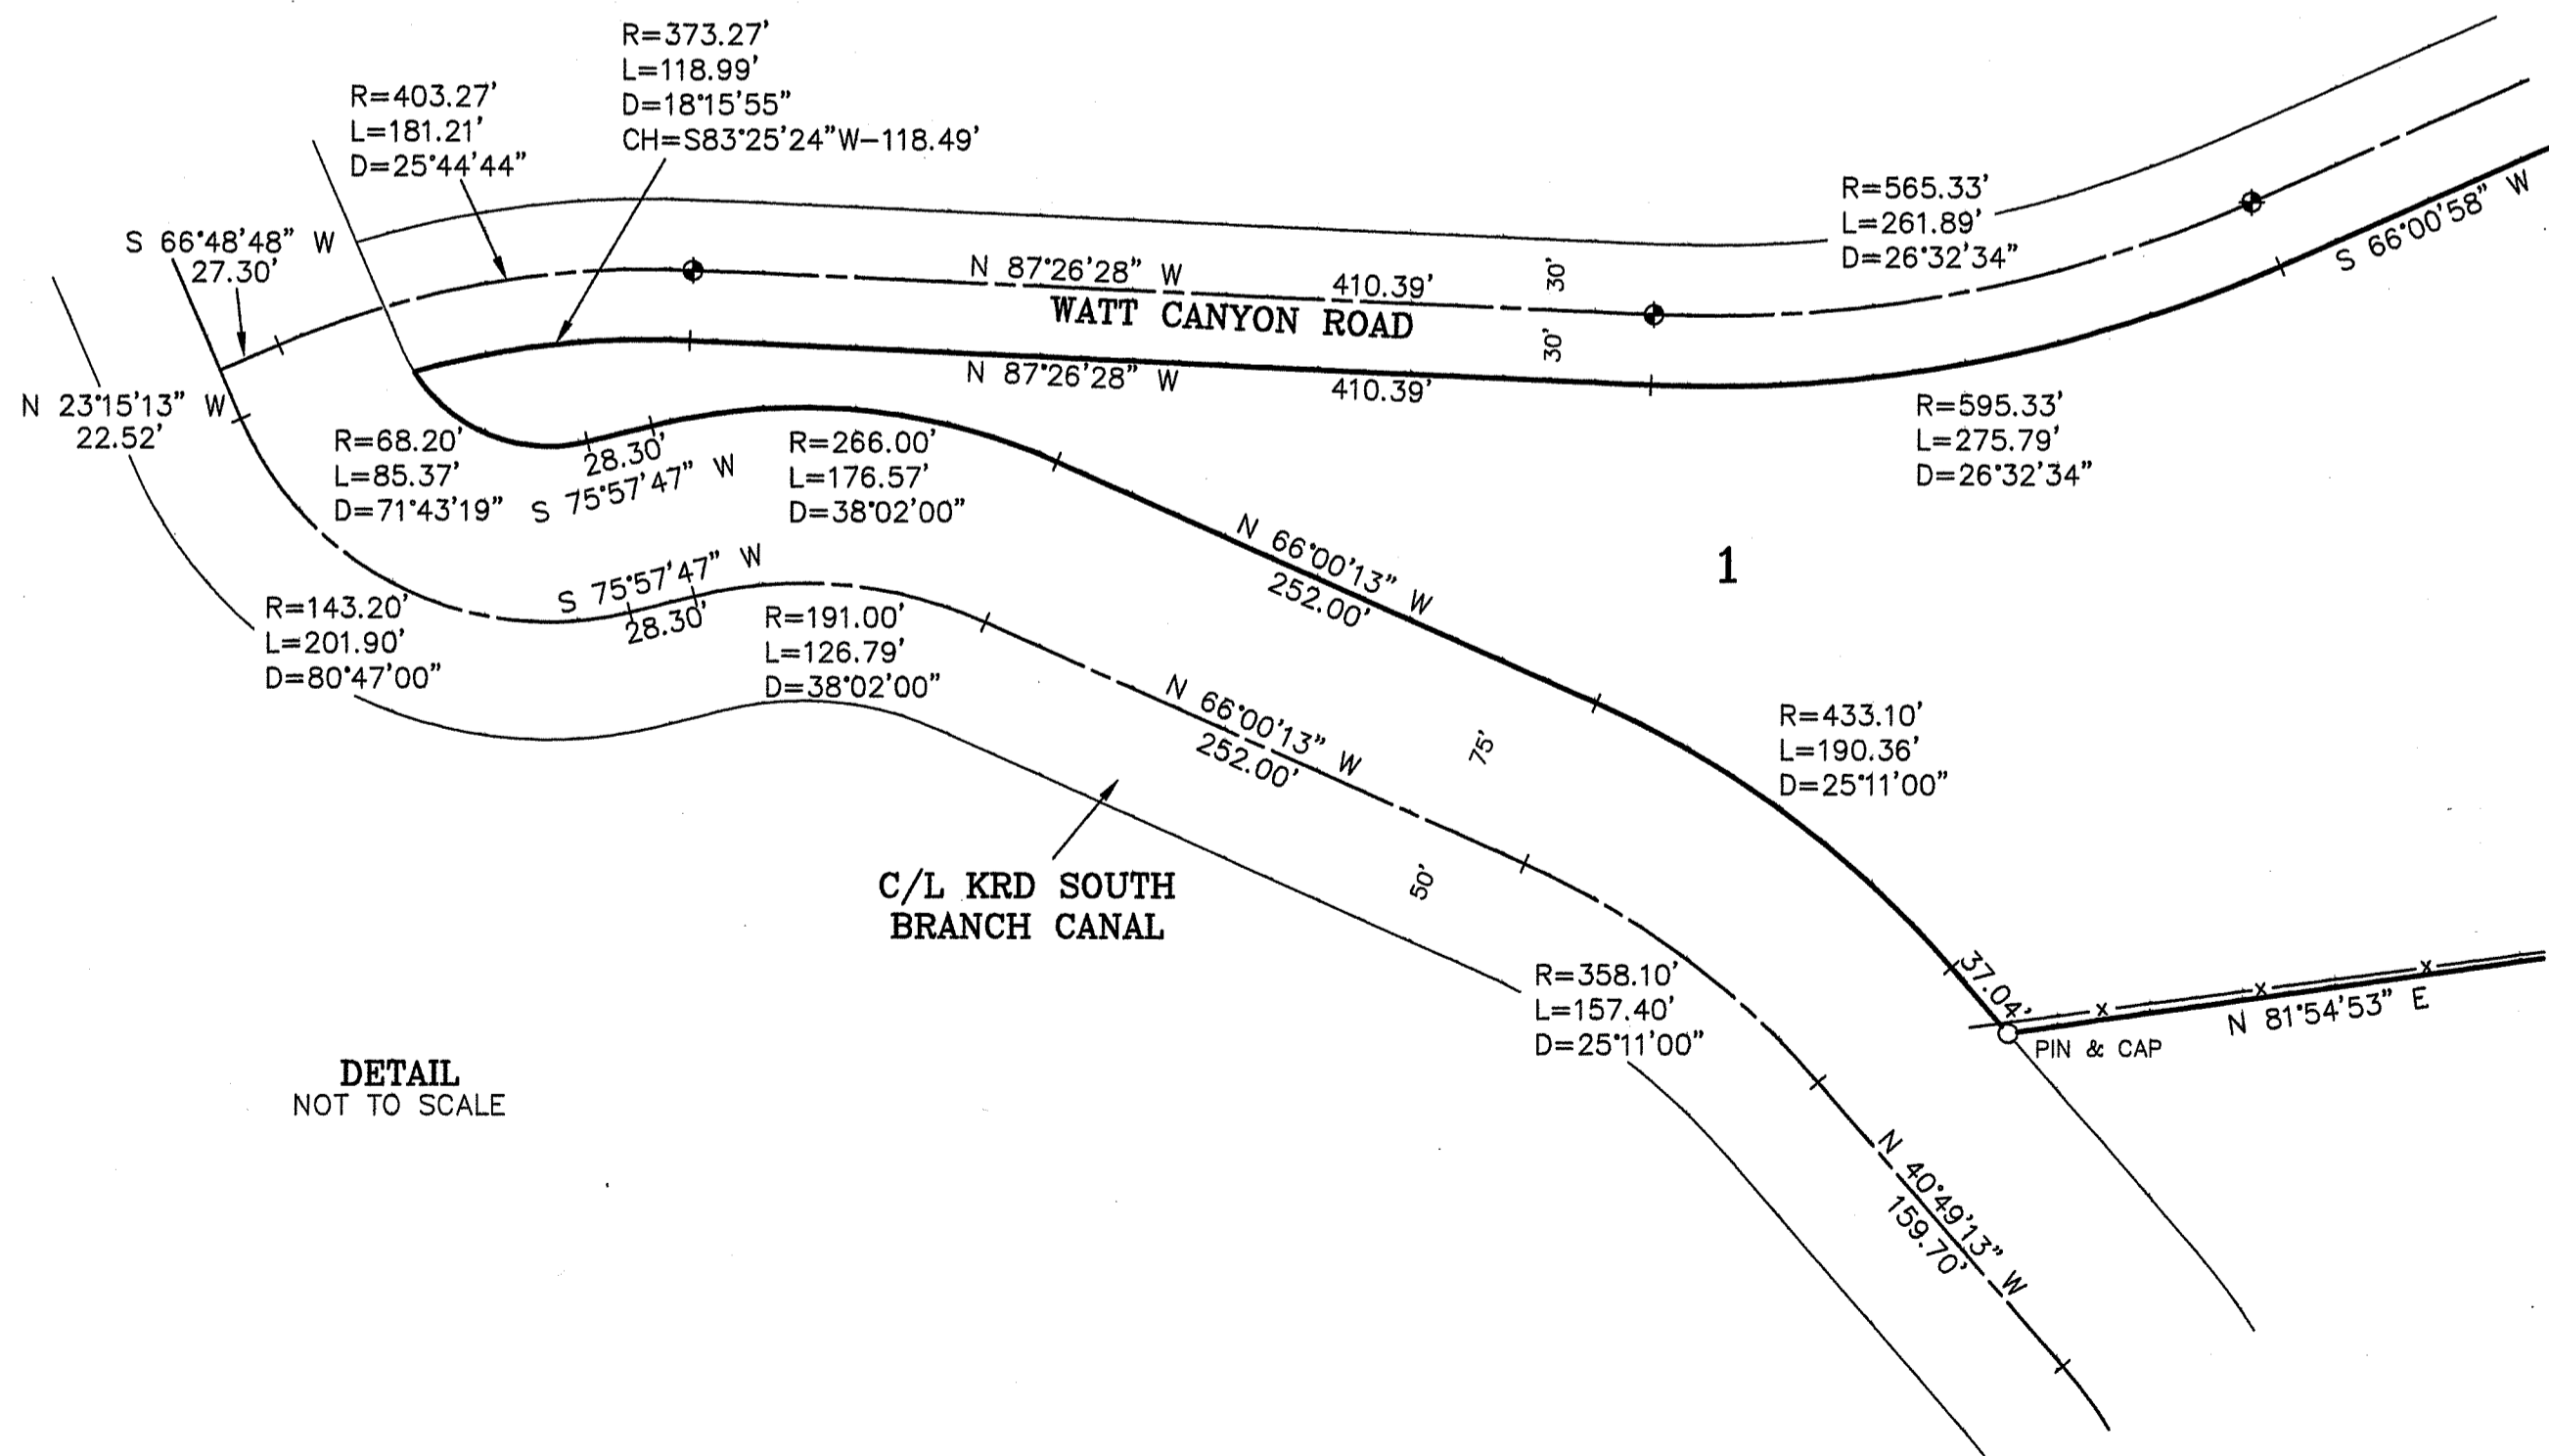 R=373.27'
L=118.99'
D=18°15'55"
CH=S83°25'24"W-118.49'
R=403.27'
L=181.21'
D=25°44'44"
R=565.33'
L=261.89'
D=26°32'34"
S 66°00'58" W
S 66°48'48" W
27.30'
N 87°26'28" W 410.39'
30'
WATT CANYON ROAD
30'
N 87°26'28" W 410.39'
N 23°15'13" W
22.52'
R=595.33'
L=275.79'
D=26°32'34"
R=68.20'
L=85.37'
D=71°43'19"
28.30'
S 75°57'47" W
R=266.00'
L=176.57'
D=38°02'00"
N 66°00'13" W
252.00'
1
S 75°57'47" W
28.30'
R=143.20'
L=201.90'
D=80°47'00"
R=191.00'
L=126.79'
D=38°02'00"
N 66°00'13" W
252.00'
75'
R=433.10'
L=190.36'
D=25°11'00"
50'
C/L KRD SOUTH
BRANCH CANAL
R=358.10'
L=157.40'
D=25°11'00"
37.04'
x x x
N 81°54'53" E
PIN & CAP
DETAIL
NOT TO SCALE
N 40°49'13" W
159.70'